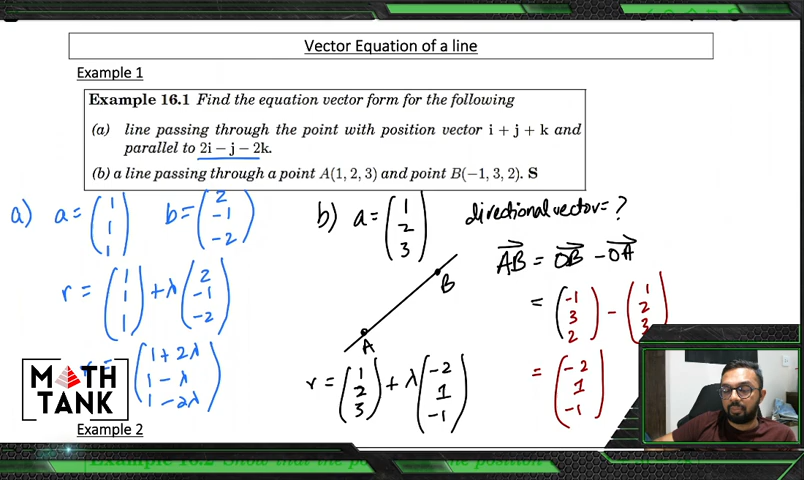 Vector Equation of a line
Example 1
Example 16.1 Find the equation vector form for the following
(a) line passing through the point with position vector i + j + k and
parallel to 2i − j − 2k.
(b) a line passing through a point A(1, 2, 3) and point B(−1, 3, 2). S
a) a = (1 1 1) b = (2 -1 -2)
r = (1 1 1) + λ (2 -1 -2)
(1 + 2λ 1 - λ 1 - 2λ)
b) a = (1 2 3) directional vector = ?
AB = OB - OA
= (-1 3 2) - (1 2 3)
= (-2 1 -1)
A
B
r = (1 2 3) + λ (-2 1 -1)
MATH
TANK
Example 2